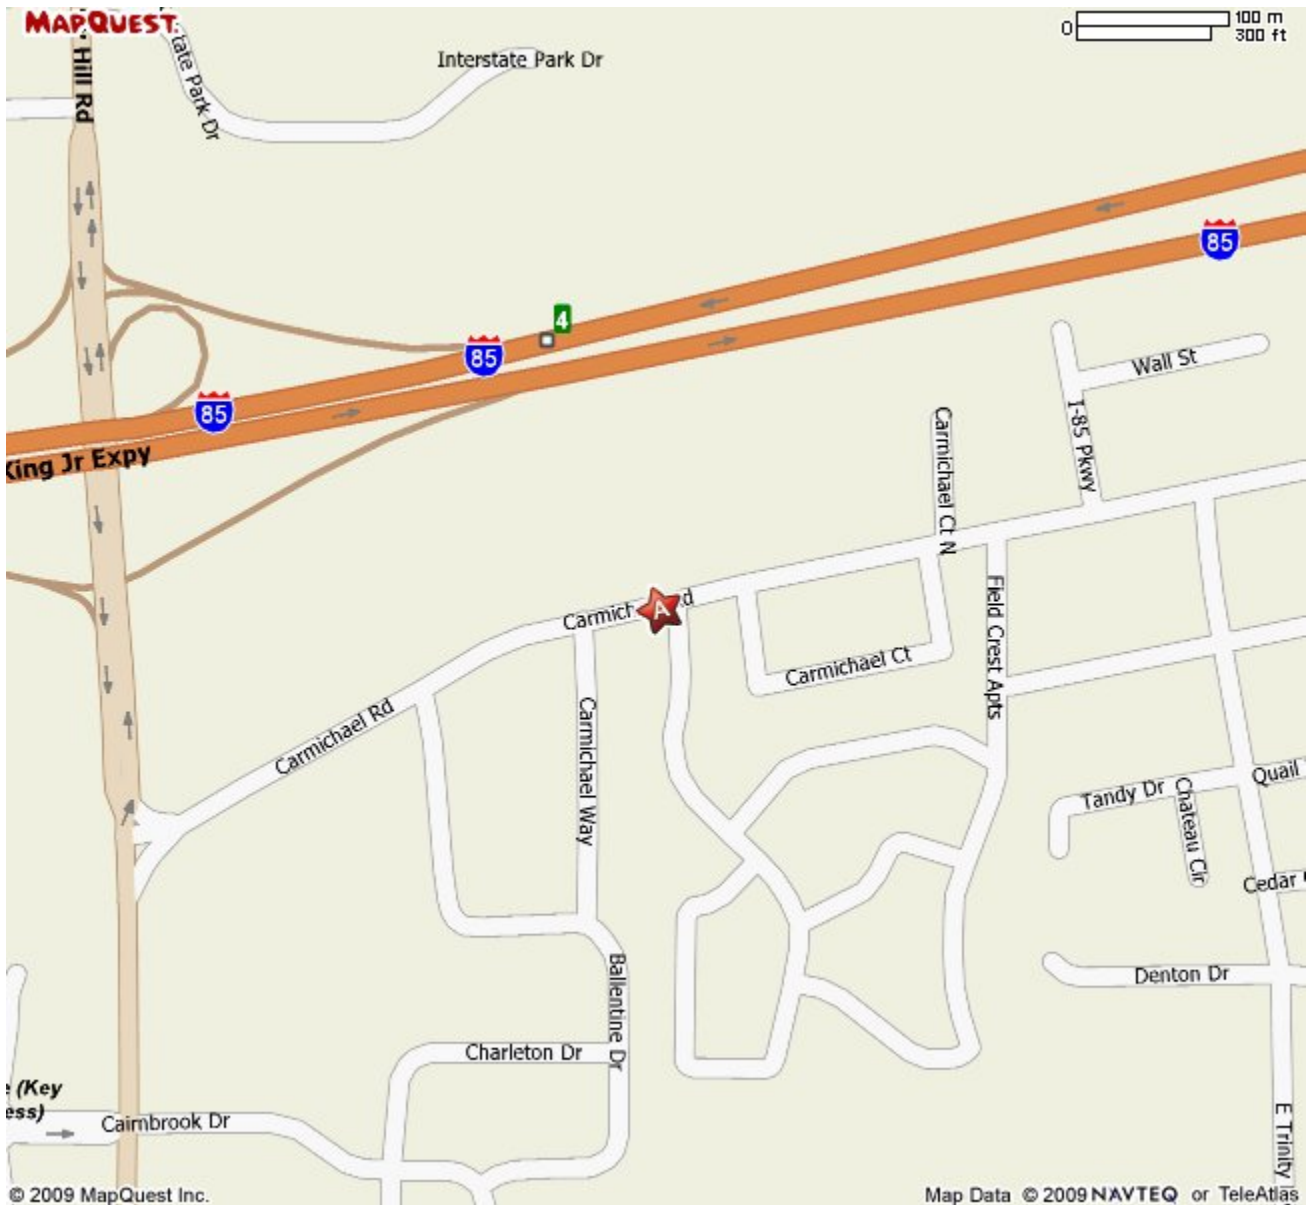 MAPQUEST.
0
100 m
300 ft
Hill Rd
tate Park Dr
Interstate Park Dr
85
4
85
85
King Jr Expy
Wall St
I-85 Pkwy
Carmichael Ct N
Carmich
A
d
Field Crest Apts
Carmichael Ct
Carmichael Rd
Carmichael Way
Tandy Dr
Chateau Cir
Quail
Cedar
Denton Dr
Ballentine Dr
Charleton Dr
(Key
ess)
Cairnbrook Dr
E Trinity
© 2009 MapQuest Inc.
Map Data © 2009 NAVTEQ or TeleAtlas